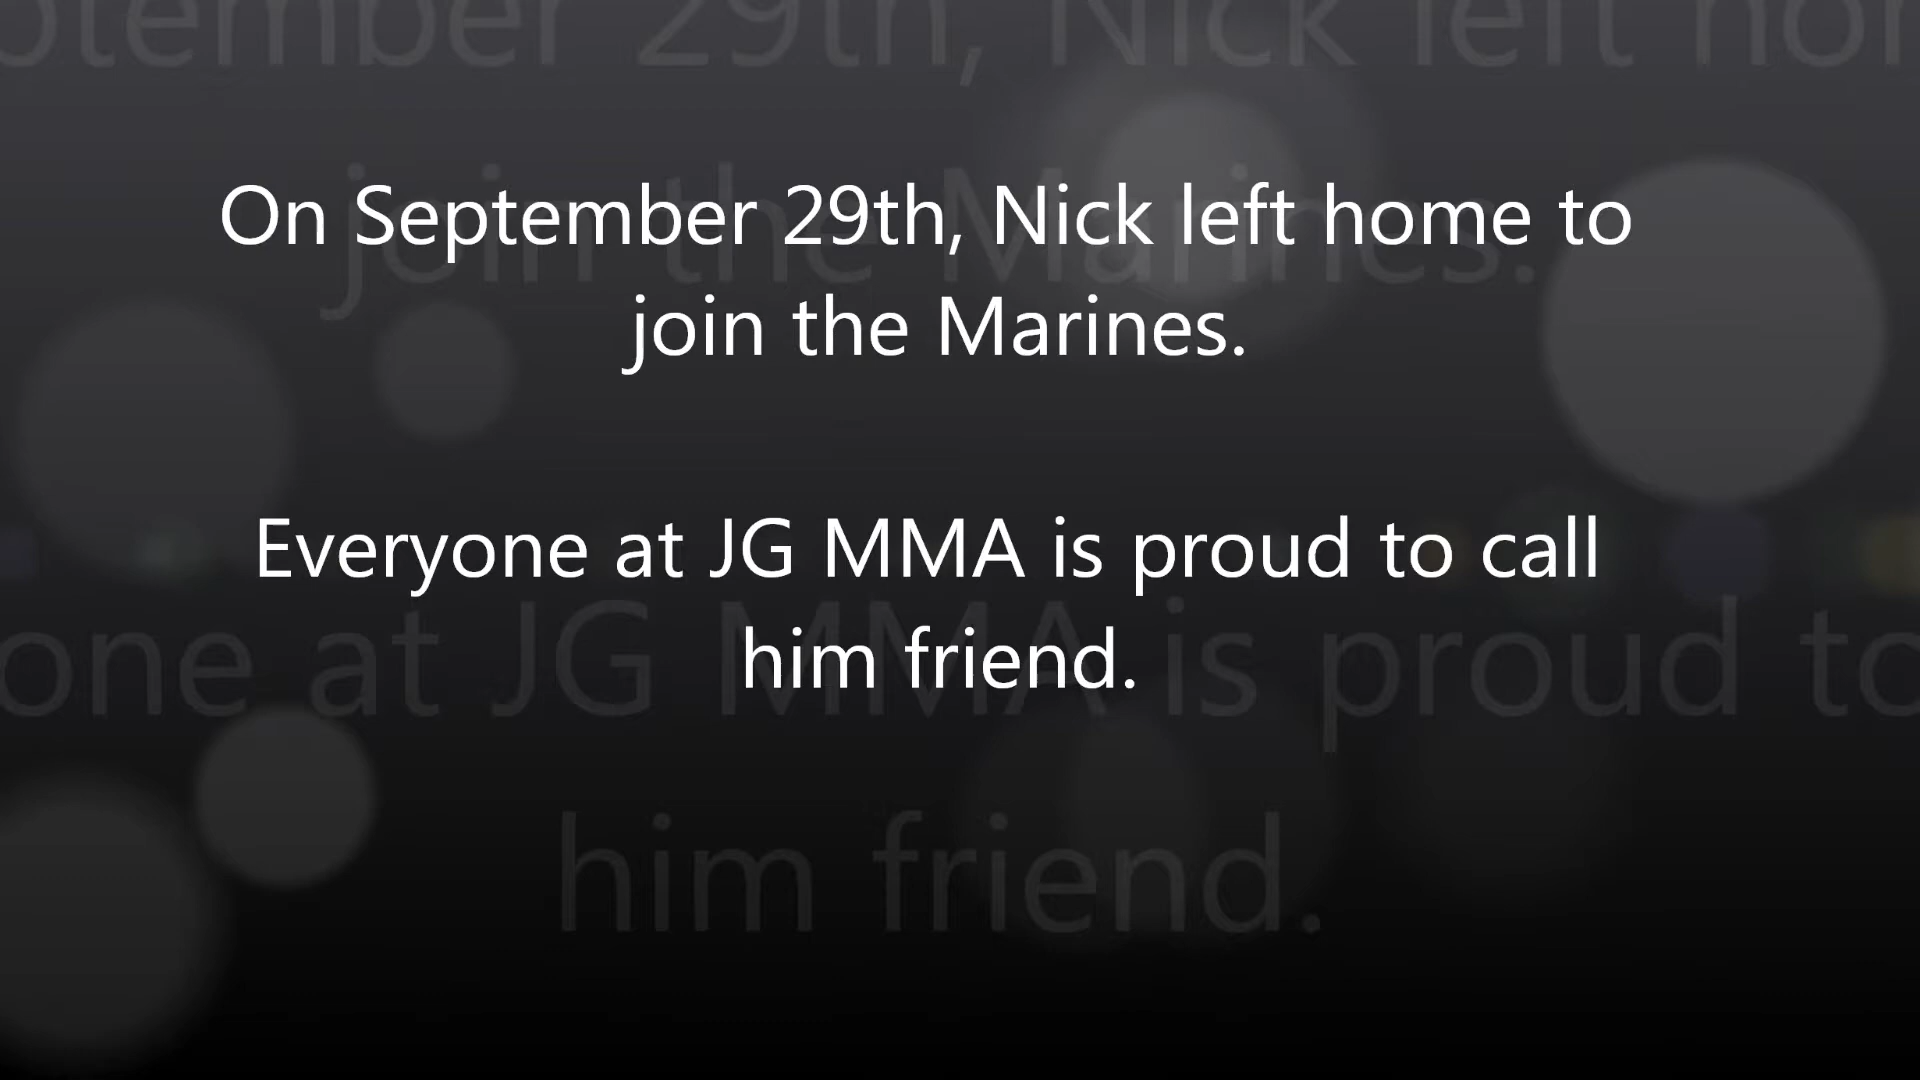 On September 29th, Nick left home to
join the Marines.
Everyone at JG MMA is proud to call
him friend.